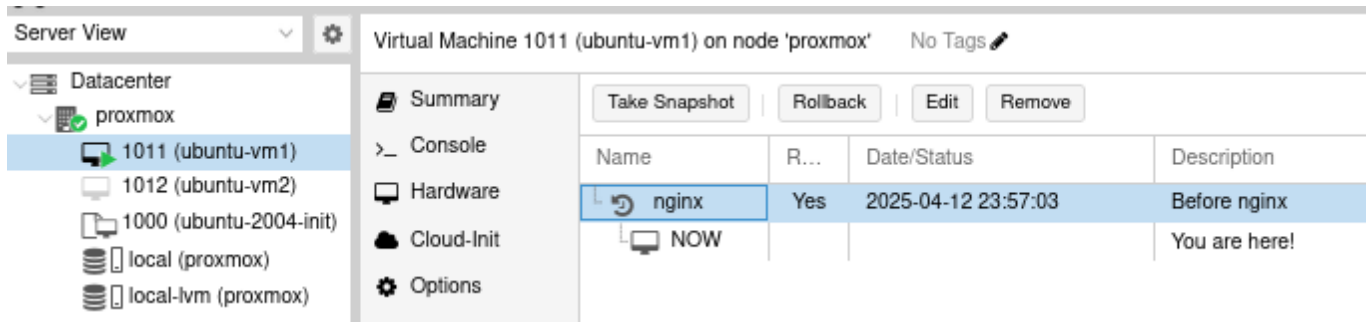 Server View
Datacenter
proxmox
1011 (ubuntu-vm1)
1012 (ubuntu-vm2)
1000 (ubuntu-2004-init)
local (proxmox)
local-lvm (proxmox)
Virtual Machine 1011 (ubuntu-vm1) on node 'proxmox' No Tags
Summary
Console
Hardware
Cloud-Init
Options
Take Snapshot Rollback Edit Remove
Name R... Date/Status Description
nginx Yes 2025-04-12 23:57:03 Before nginx
NOW You are here!